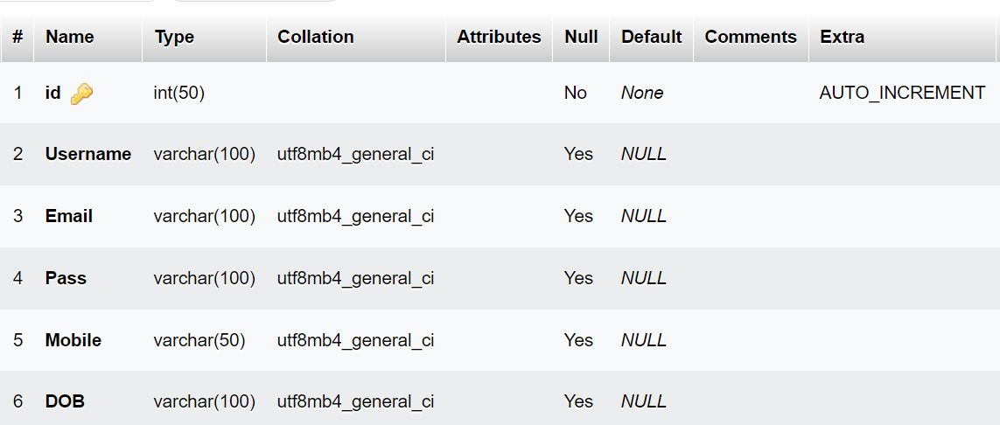 # Name Type Collation Attributes Null Default Comments Extra
1 id int(50) No None AUTO_INCREMENT
2 Username varchar(100) utf8mb4_general_ci Yes NULL
3 Email varchar(100) utf8mb4_general_ci Yes NULL
4 Pass varchar(100) utf8mb4_general_ci Yes NULL
5 Mobile varchar(50) utf8mb4_general_ci Yes NULL
6 DOB varchar(100) utf8mb4_general_ci Yes NULL